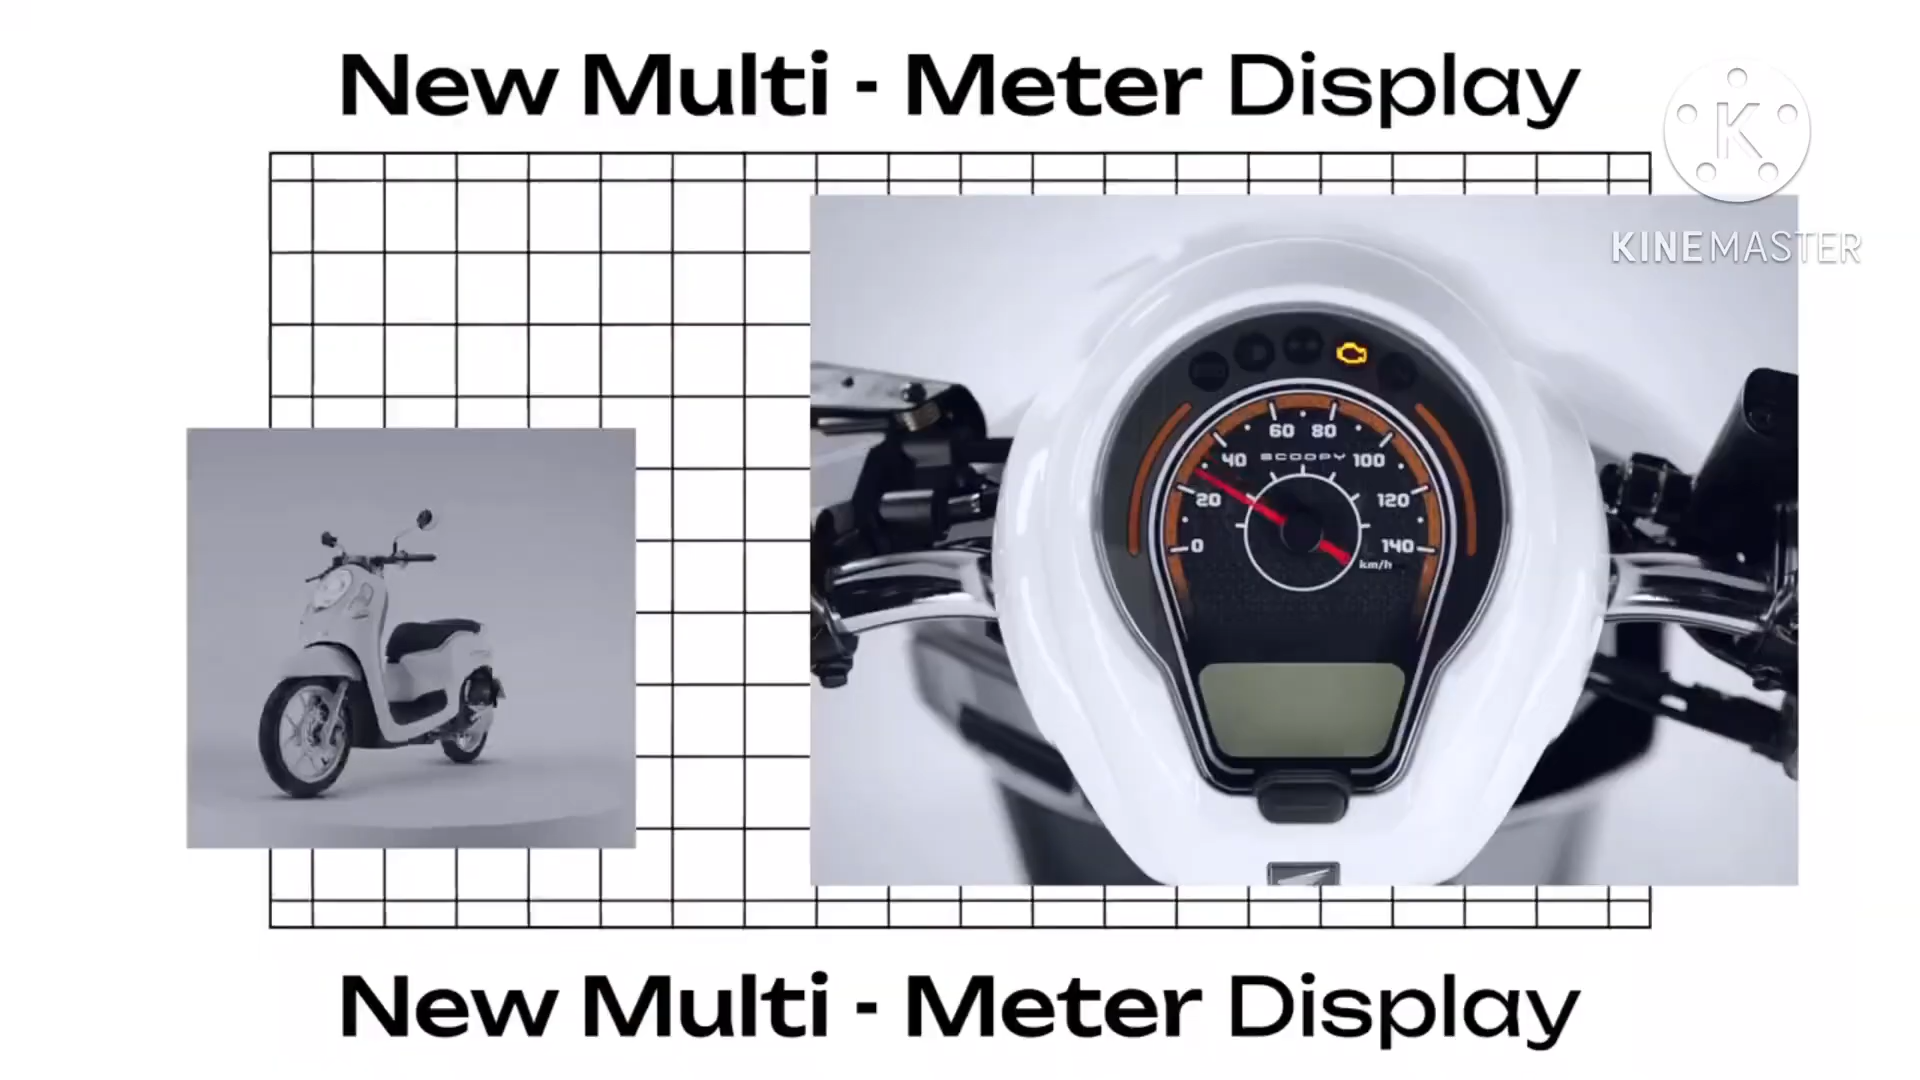 New Multi - Meter Display
KINEMASTER
60 80
40 SCOOPY 100
20 120
0 140
km/h
New Multi - Meter Display